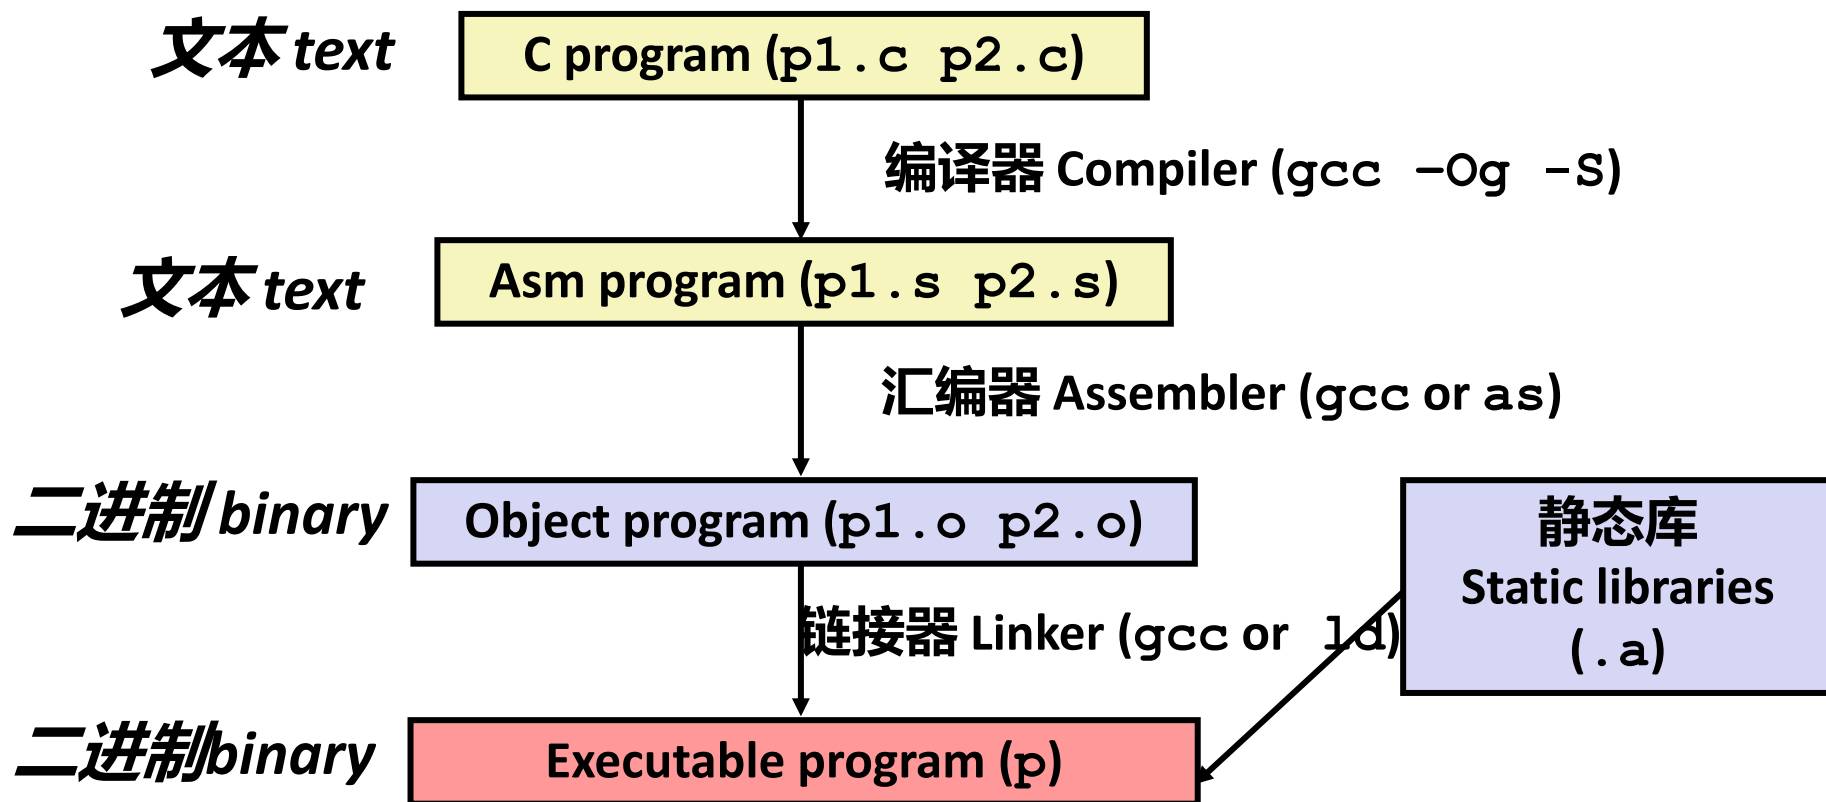 文本 text
C program (p1.c p2.c)
编译器 Compiler (gcc –Og -S)
文本 text
Asm program (p1.s p2.s)
汇编器 Assembler (gcc or as)
二进制 binary
Object program (p1.o p2.o)
静态库
Static libraries
(.a)
链接器 Linker (gcc or ld)
二进制binary
Executable program (p)